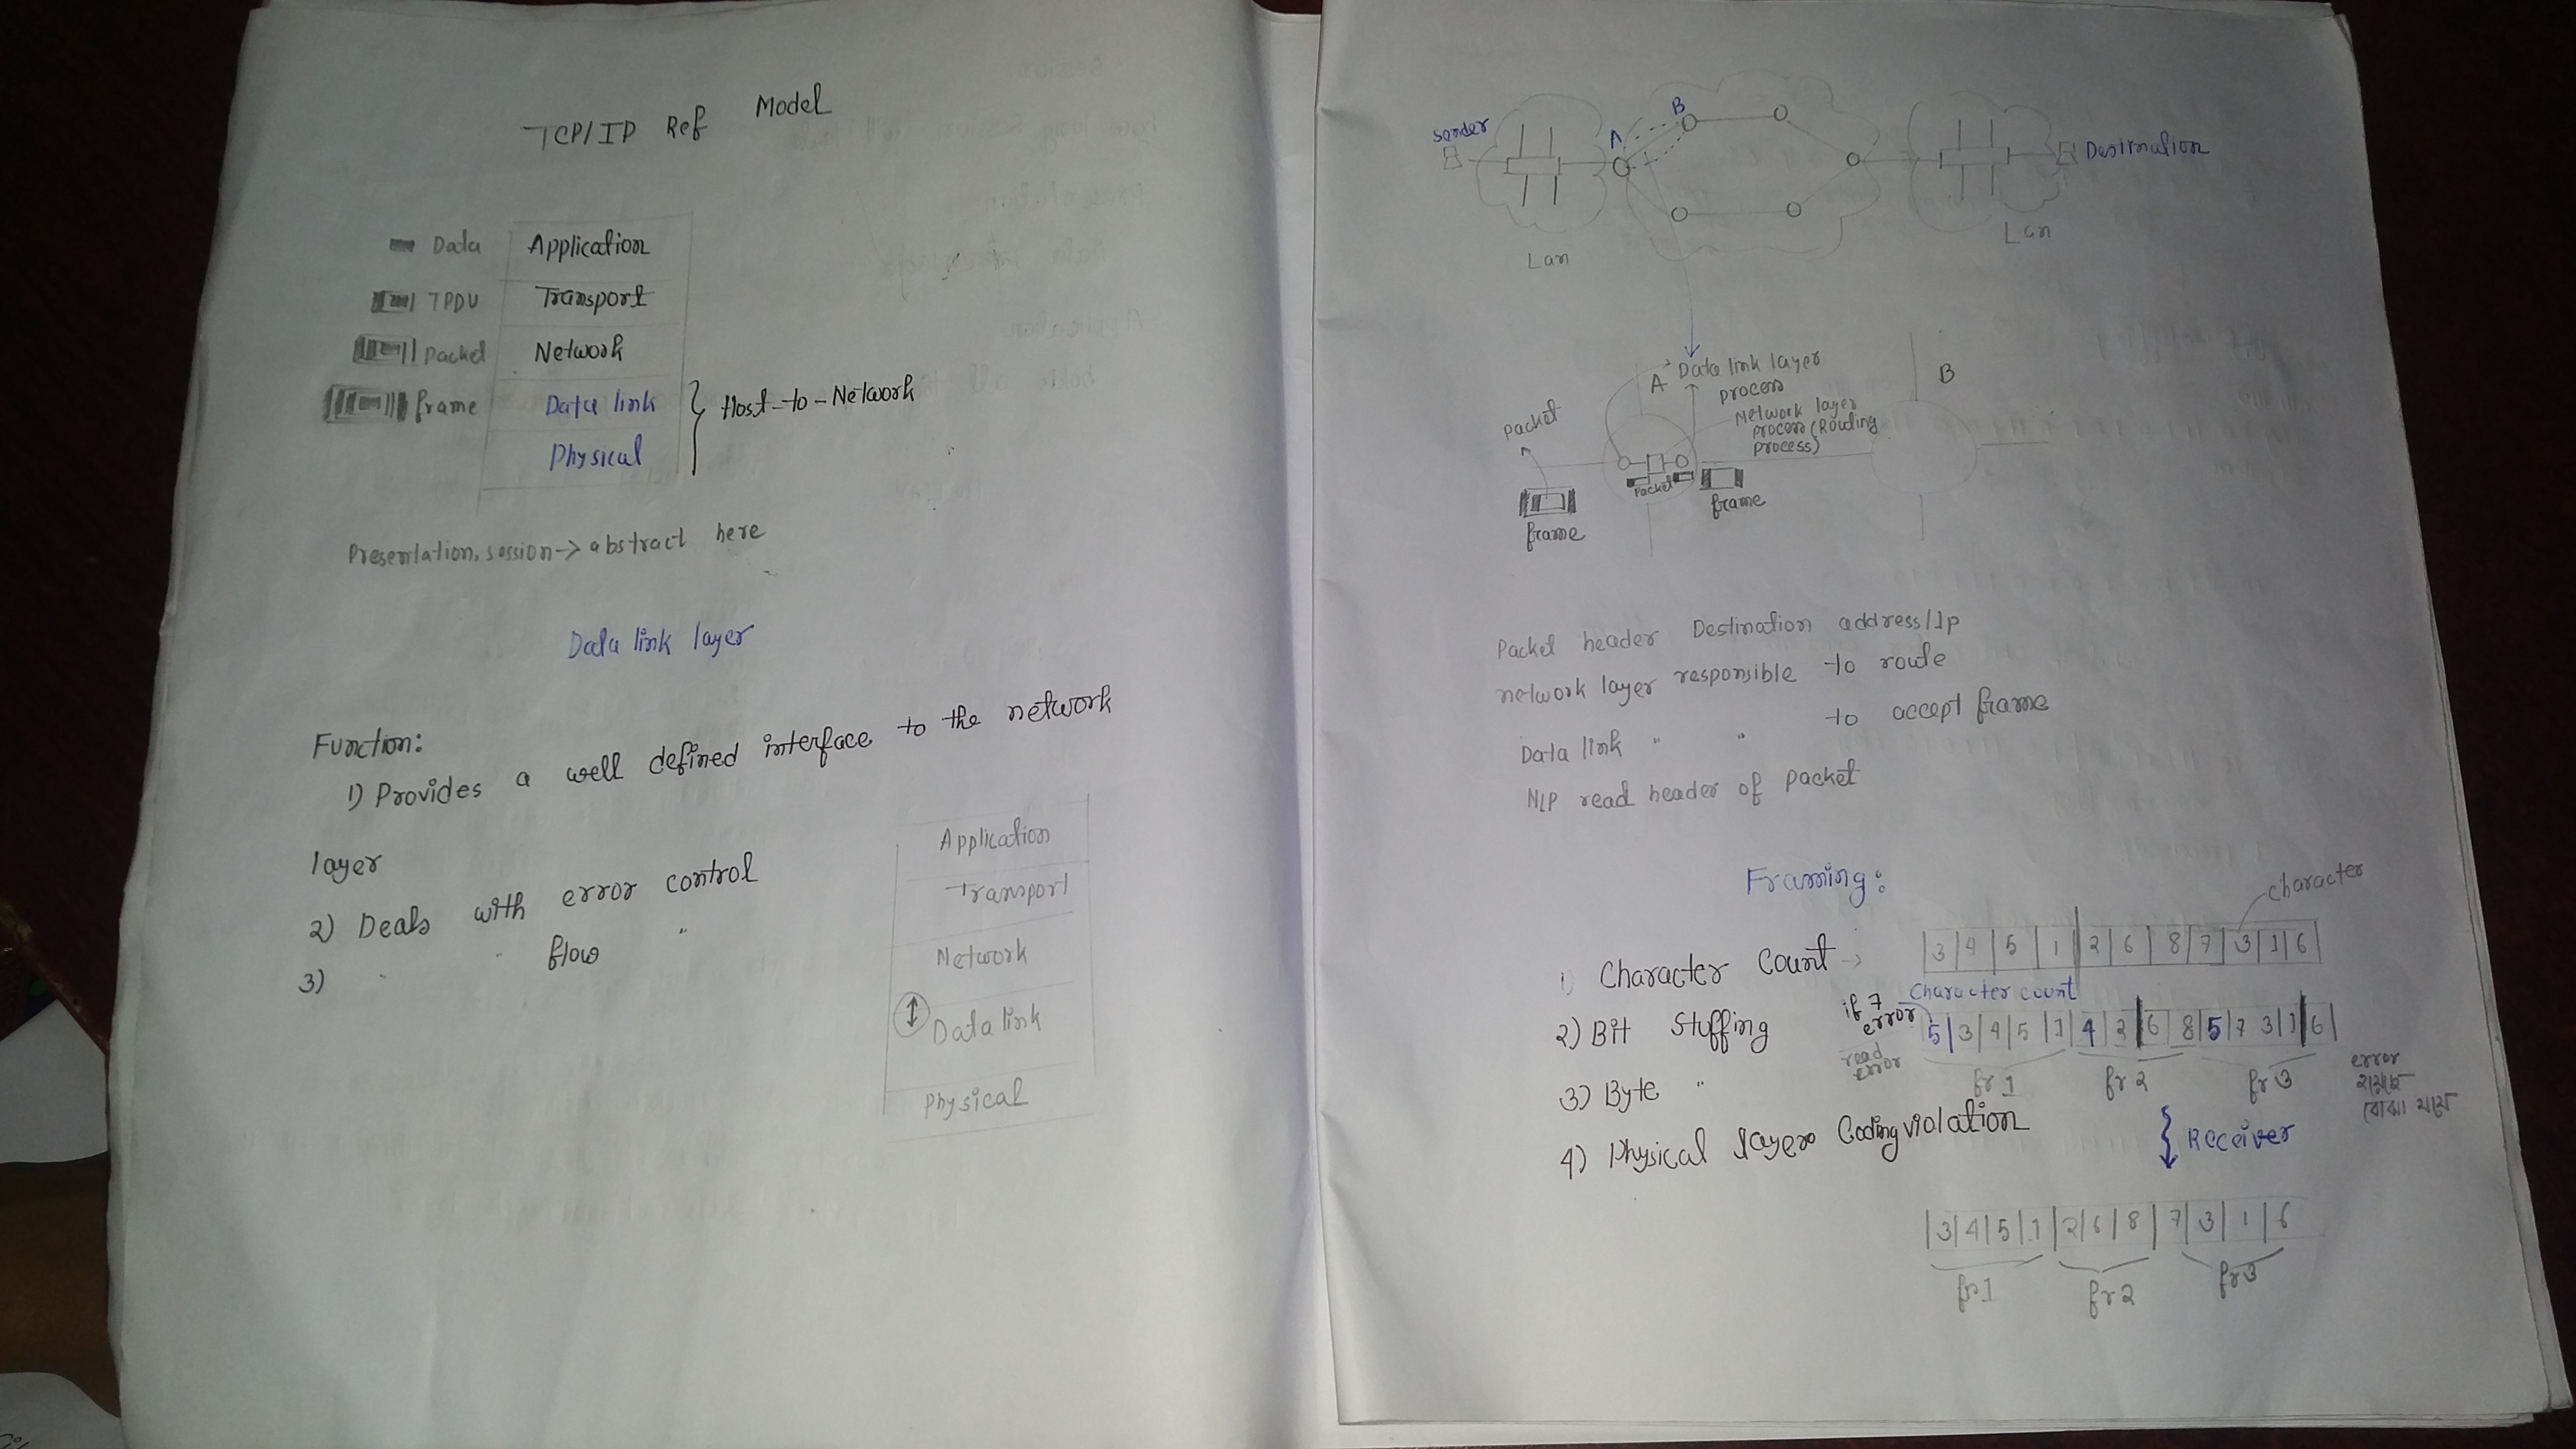 TCP/IP Ref Model
Data Application
TPDU Transport
Packet Network
frame Data link
Physical
Host-to-Network
Presentation, session → abstract here
Data link layer
Function:
1) Provides a well defined interface to the network
layer
2) Deals with error control
3) " flow "
Application
Transport
Network
Data link
Physical
sender
A
B
Destination
Lan
Lan
A
Data link layer
process
Network layer
process (Routing
process)
B
Packet
Packet
frame
frame
Packet header Destination address/Ip
network layer responsible to route
Data link " " to accept frame
NLP read header of packet
Framing:
character
1) Character Count → |3|4|5|1|2|6|8|7|3|1|6|
Character count
2) Bit Stuffing
if 7
error
read
error
5|3|4|5|1|4|2|6|8|5|7 3|1|6|
fr 1 fr 2 fr 3
error
বোঝা যায়
3) Byte "
4) Physical layer Coding violation
Receiver
|3|4|5|1|2|6|8|7|3|1|6
fr1 fr2 fr3